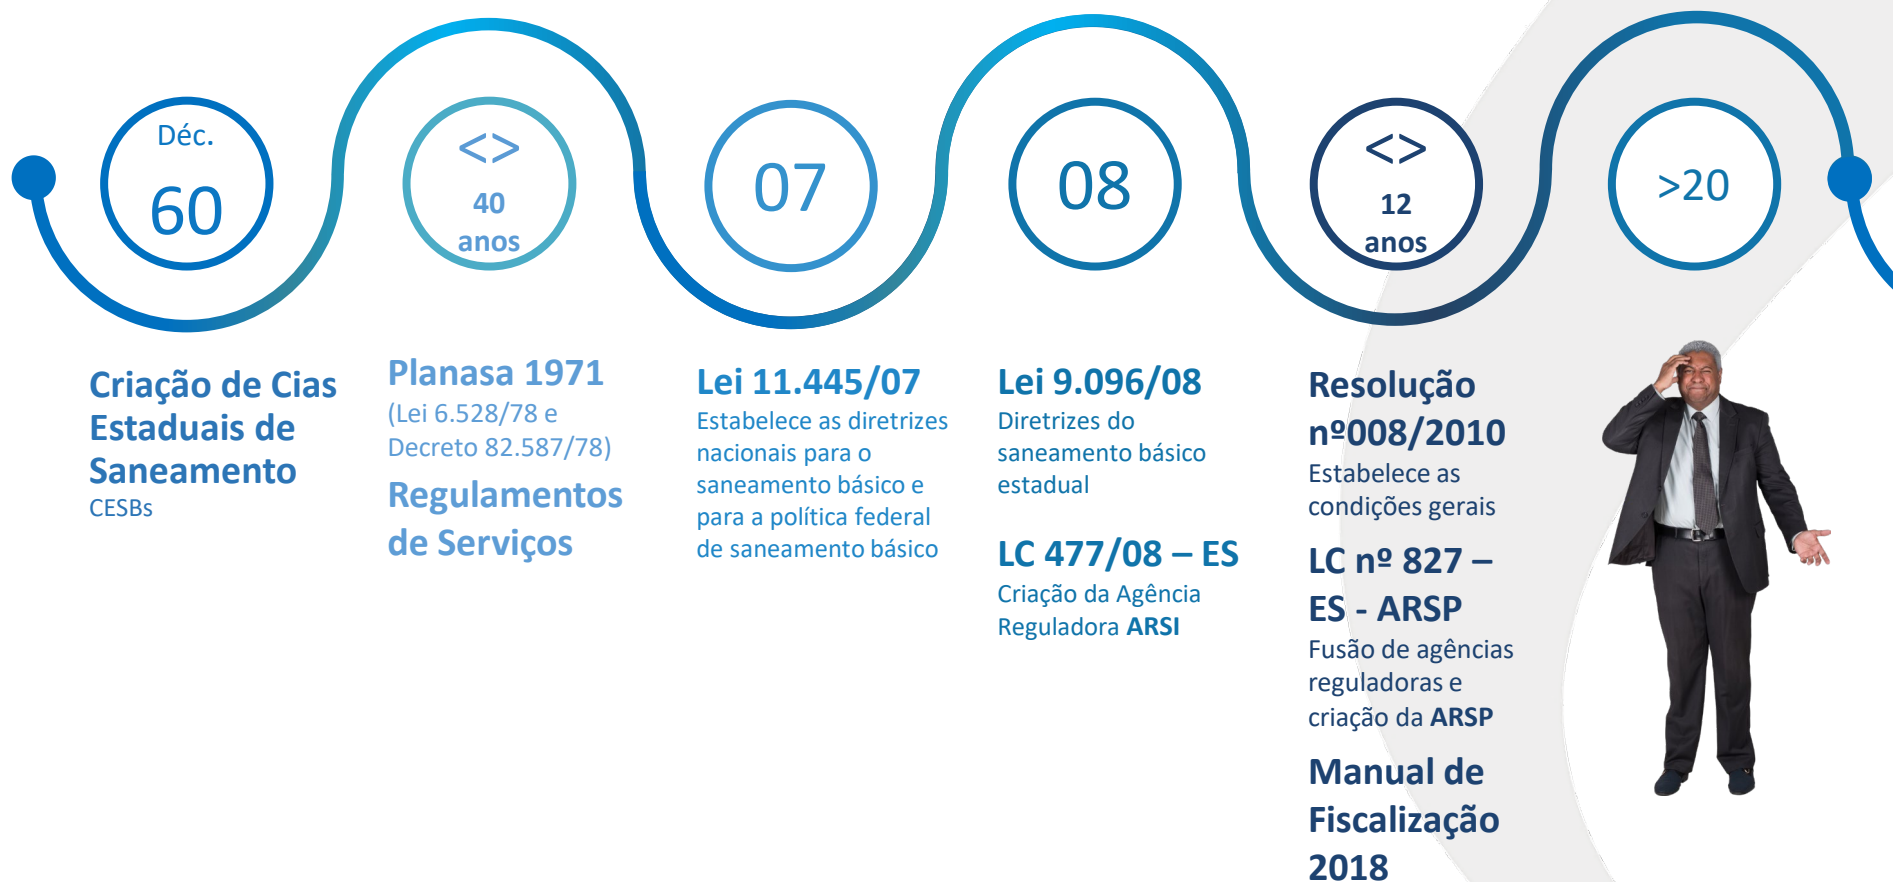 Déc.
60
Criação de Cias
Estaduais de
Saneamento
CESBs
<>
40
anos
Planasa 1971
(Lei 6.528/78 e
Decreto 82.587/78)
Regulamentos
de Serviços
07
Lei 11.445/07
Estabelece as diretrizes
nacionais para o
saneamento básico e
para a política federal
de saneamento básico
08
Lei 9.096/08
Diretrizes do
saneamento básico
estadual
LC 477/08 – ES
Criação da Agência
Reguladora ARSI
<>
12
anos
Resolução
nº008/2010
Estabelece as
condições gerais
LC nº 827 –
ES - ARSP
Fusão de agências
reguladoras e
criação da ARSP
Manual de
Fiscalização
2018
>20